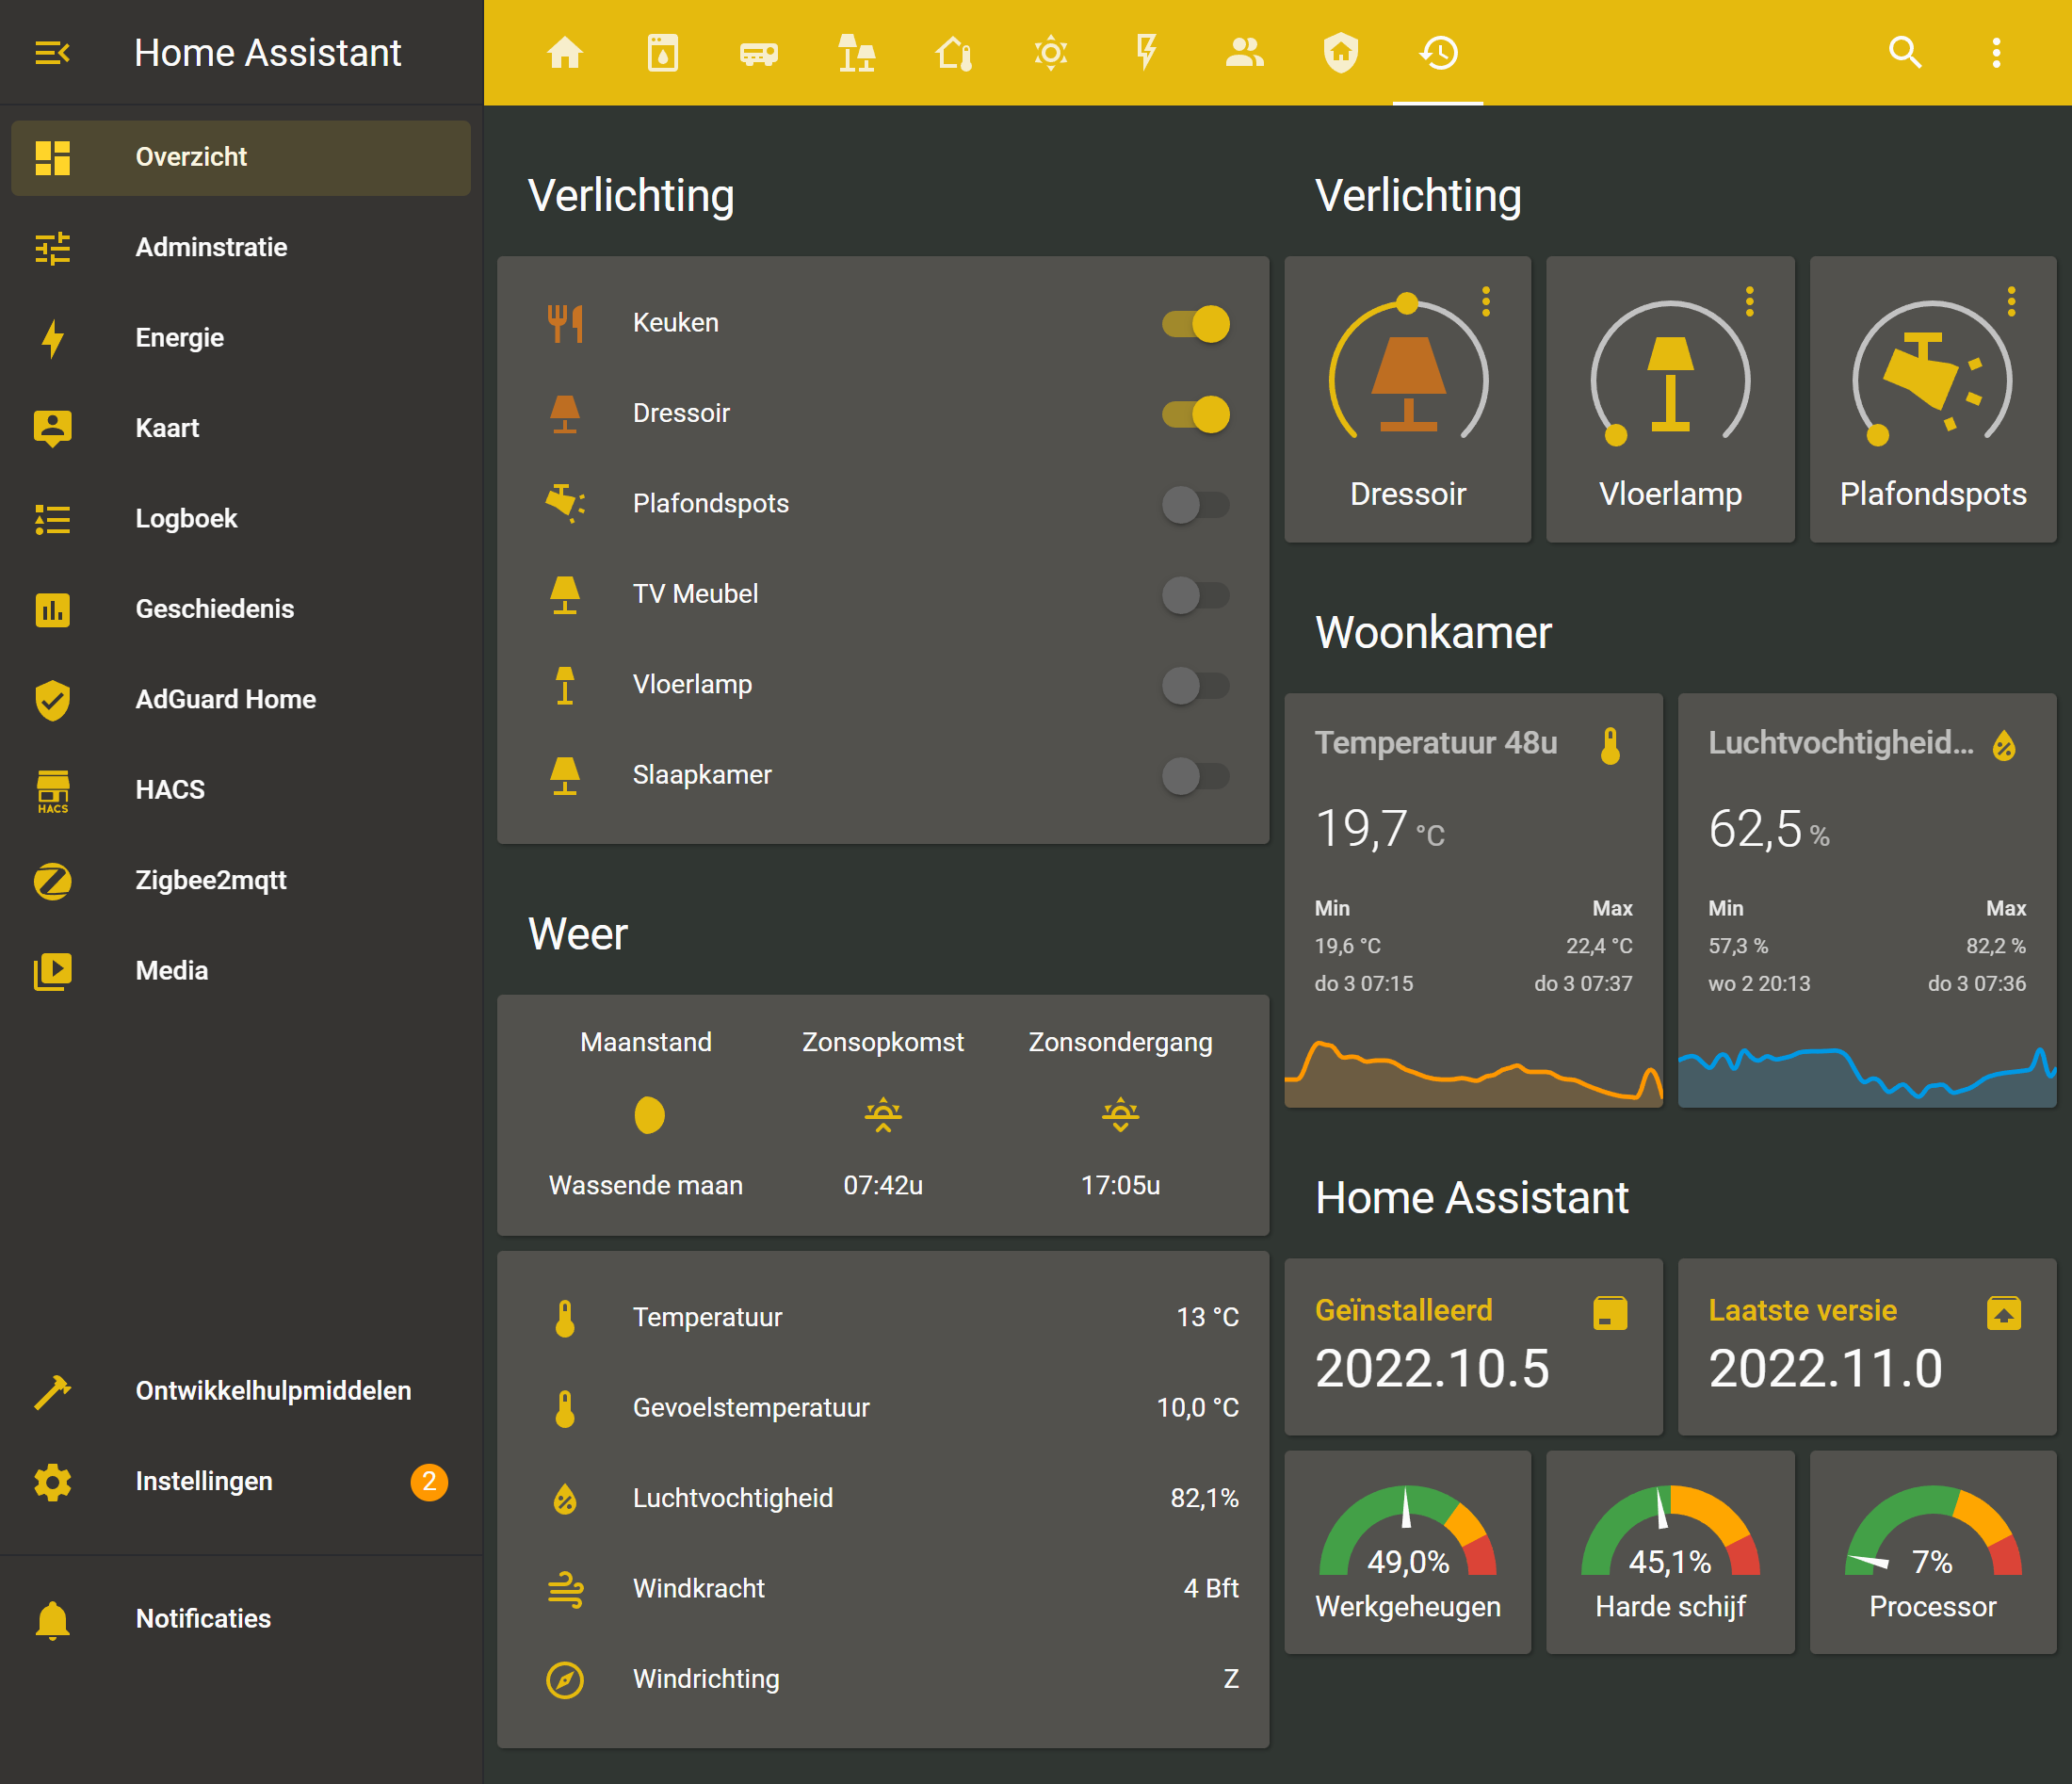 Home Assistant
Overzicht
Adminstratie
Energie
Kaart
Logboek
Geschiedenis
AdGuard Home
HACS
HACS
Zigbee2mqtt
Media
Ontwikkelhulpmiddelen
Instellingen 2
Notificaties
Verlichting
Keuken
Dressoir
Plafondspots
TV Meubel
Vloerlamp
Slaapkamer
Weer
Maanstand Zonsopkomst Zonsondergang
Wassende maan 07:42u 17:05u
Temperatuur 13 °C
Gevoelstemperatuur 10,0 °C
Luchtvochtigheid 82,1%
Windkracht 4 Bft
Windrichting Z
Verlichting
Dressoir Vloerlamp Plafondspots
Woonkamer
Temperatuur 48u
19,7 °C
Min Max
19,6 °C 22,4 °C
do 3 07:15 do 3 07:37
Luchtvochtigheid...
62,5 %
Min Max
57,3 % 82,2 %
wo 2 20:13 do 3 07:36
Home Assistant
Geïnstalleerd
2022.10.5
Laatste versie
2022.11.0
49,0%
Werkgeheugen
45,1%
Harde schijf
7%
Processor